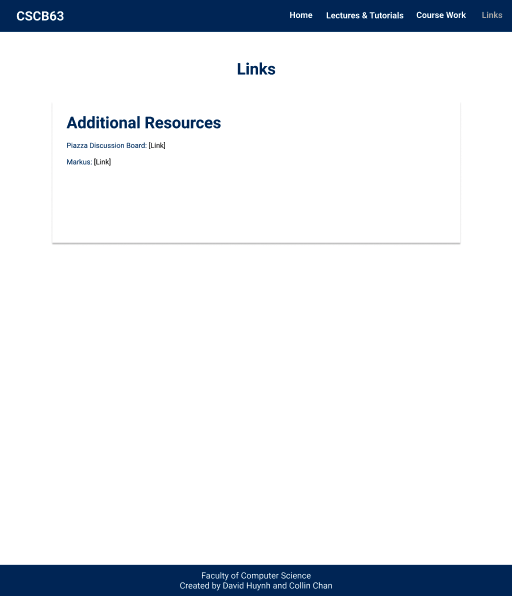 CSCB63
Home Lectures & Tutorials Course Work Links
Links
Additional Resources
Piazza Discussion Board: [Link]
Markus: [Link]
Faculty of Computer Science
Created by David Huynh and Collin Chan